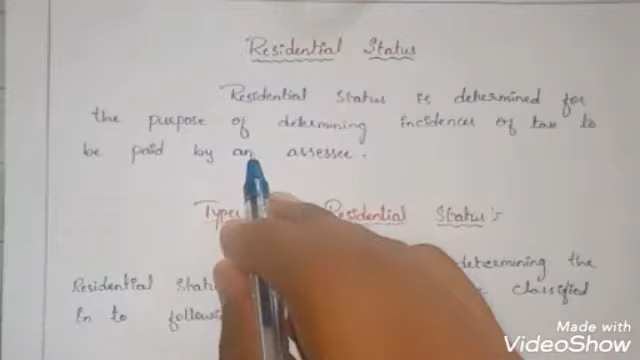 Residential Status
Residential Status is determined for
the purpose of determining incidences of tax to
be paid by an assessee.
Types Residential Status's
determining the
Residential classified
In to
Made with
VideoShow